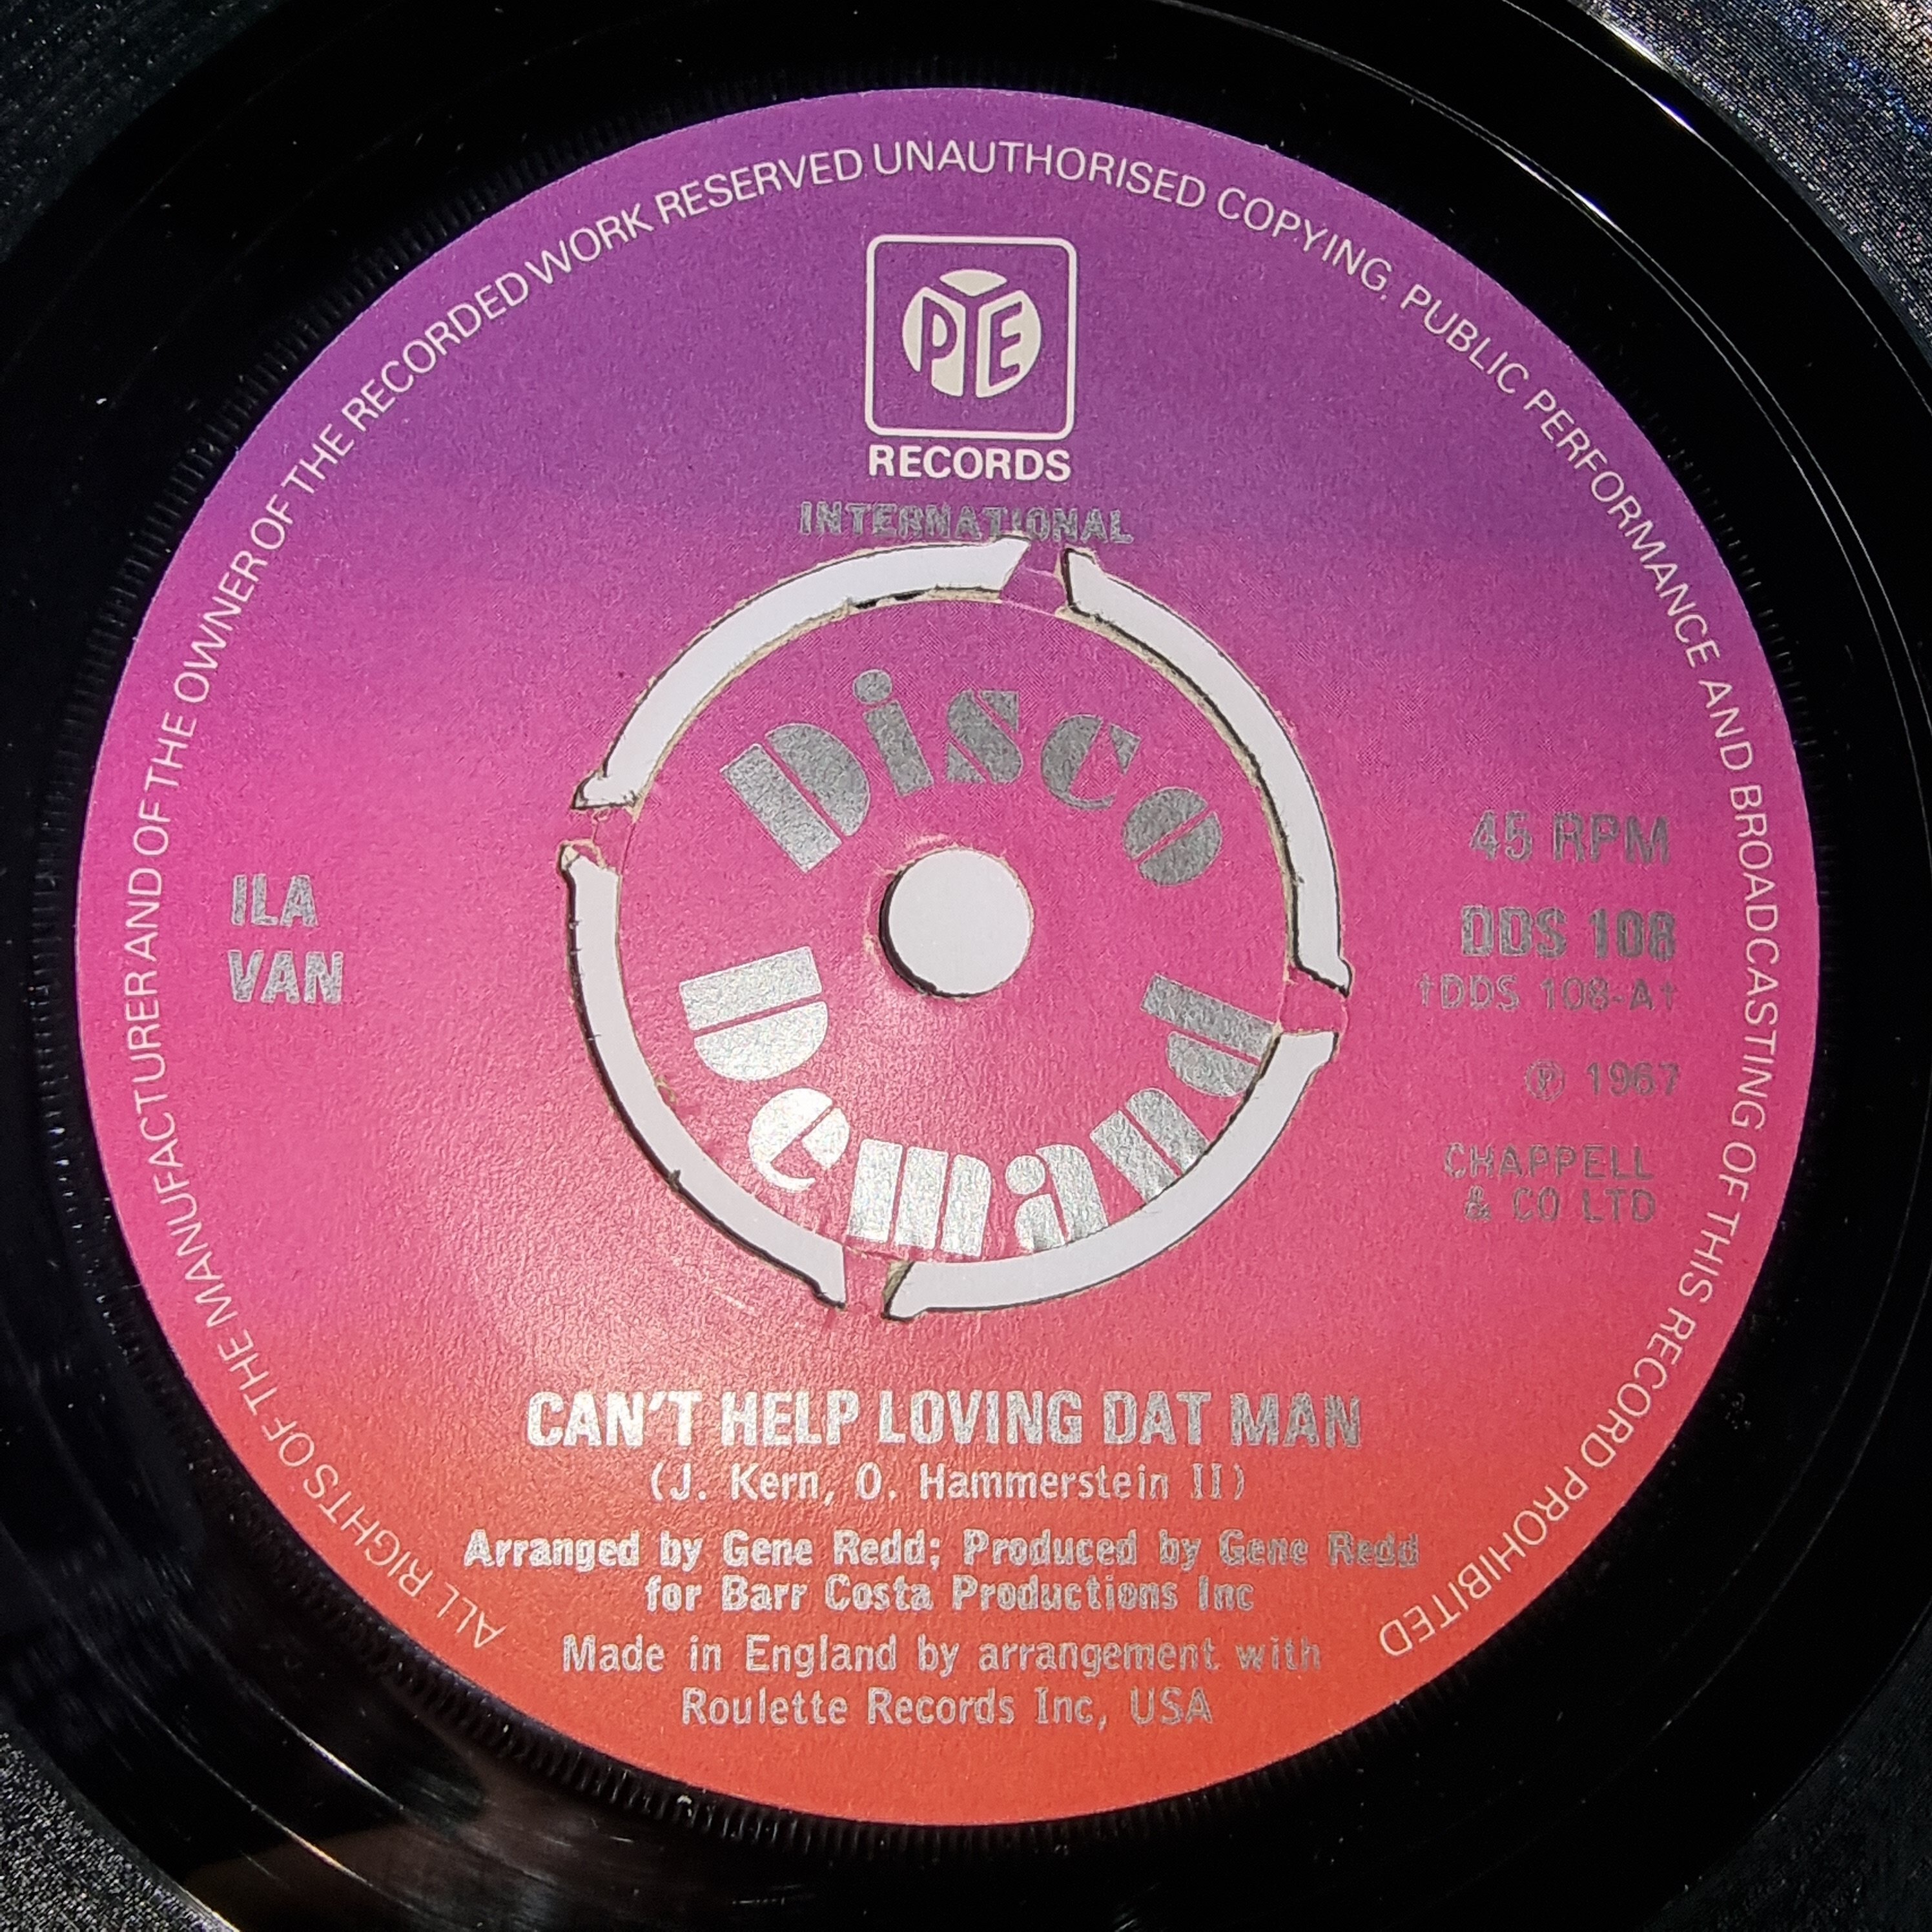 ALL RIGHTS OF THE MANUFACTURER AND OF THE OWNER OF THE RECORDED WORK RESERVED UNAUTHORISED COPYING, PUBLIC PERFORMANCE AND BROADCASTING OF THIS RECORD PROHIBITED
PYE
RECORDS
INTERNATIONAL
Disco
Demand
ILA
VAN
45 RPM
DDS 108
†DDS 108-A†
℗ 1967
CHAPPELL
& CO LTD
CAN'T HELP LOVING DAT MAN
(J. Kern, O. Hammerstein II)
Arranged by Gene Redd; Produced by Gene Redd
for Barr Costa Productions Inc
Made in England by arrangement with
Roulette Records Inc, USA